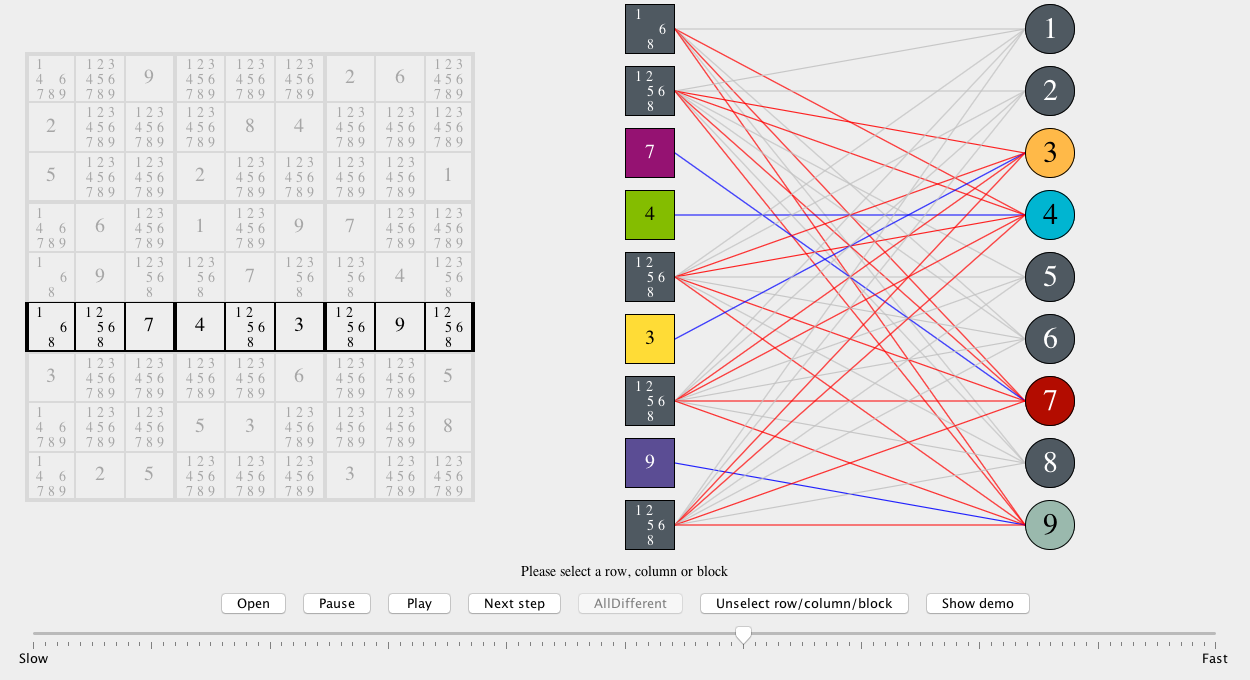 1 1 2 3 1 2 3 1 2 3 1 2 3 1 2 3
4 6 4 5 6 9 4 5 6 4 5 6 4 5 6 2 6 4 5 6
7 8 9 7 8 9 7 8 9 7 8 9 7 8 9 7 8 9
1 2 3 1 2 3 1 2 3 1 2 3 1 2 3 1 2 3
2 4 5 6 4 5 6 4 5 6 8 4 4 5 6 4 5 6 4 5 6
7 8 9 7 8 9 7 8 9 7 8 9 7 8 9 7 8 9
1 2 3 1 2 3 1 2 3 1 2 3 1 2 3 1 2 3
5 4 5 6 4 5 6 2 4 5 6 4 5 6 4 5 6 4 5 6 1
7 8 9 7 8 9 7 8 9 7 8 9 7 8 9 7 8 9
1 1 2 3 1 2 3 1 2 3 1 2 3
4 6 6 4 5 6 1 4 5 6 9 7 4 5 6 4 5 6
7 8 9 7 8 9 7 8 9 7 8 9 7 8 9
1 1 2 3 1 2 3 1 2 3 1 2 3 1 2 3
6 9 5 6 5 6 7 5 6 5 6 4 5 6
8 8 8 8 8 8
1 1 2 1 2 1 2 1 2
6 5 6 7 4 5 6 3 5 6 9 5 6
8 8 8 8 8
1 2 3 1 2 3 1 2 3 1 2 3 1 2 3 1 2 3
3 4 5 6 4 5 6 4 5 6 4 5 6 6 4 5 6 4 5 6 5
7 8 9 7 8 9 7 8 9 7 8 9 7 8 9 7 8 9
1 1 2 3 1 2 3 1 2 3 1 2 3 1 2 3
4 6 4 5 6 4 5 6 5 3 4 5 6 4 5 6 4 5 6 8
7 8 9 7 8 9 7 8 9 7 8 9 7 8 9 7 8 9
1 1 2 3 1 2 3 1 2 3 1 2 3 1 2 3
4 6 2 5 4 5 6 4 5 6 4 5 6 3 4 5 6 4 5 6
7 8 9 7 8 9 7 8 9 7 8 9 7 8 9 7 8 9
1
6
8
1
1 2
5 6
8
2
7
3
4
4
1 2
5 6
8
5
3
6
1 2
5 6
8
7
9
8
1 2
5 6
8
9
Please select a row, column or block
Open Pause Play Next step AllDifferent Unselect row/column/block Show demo
Slow Fast